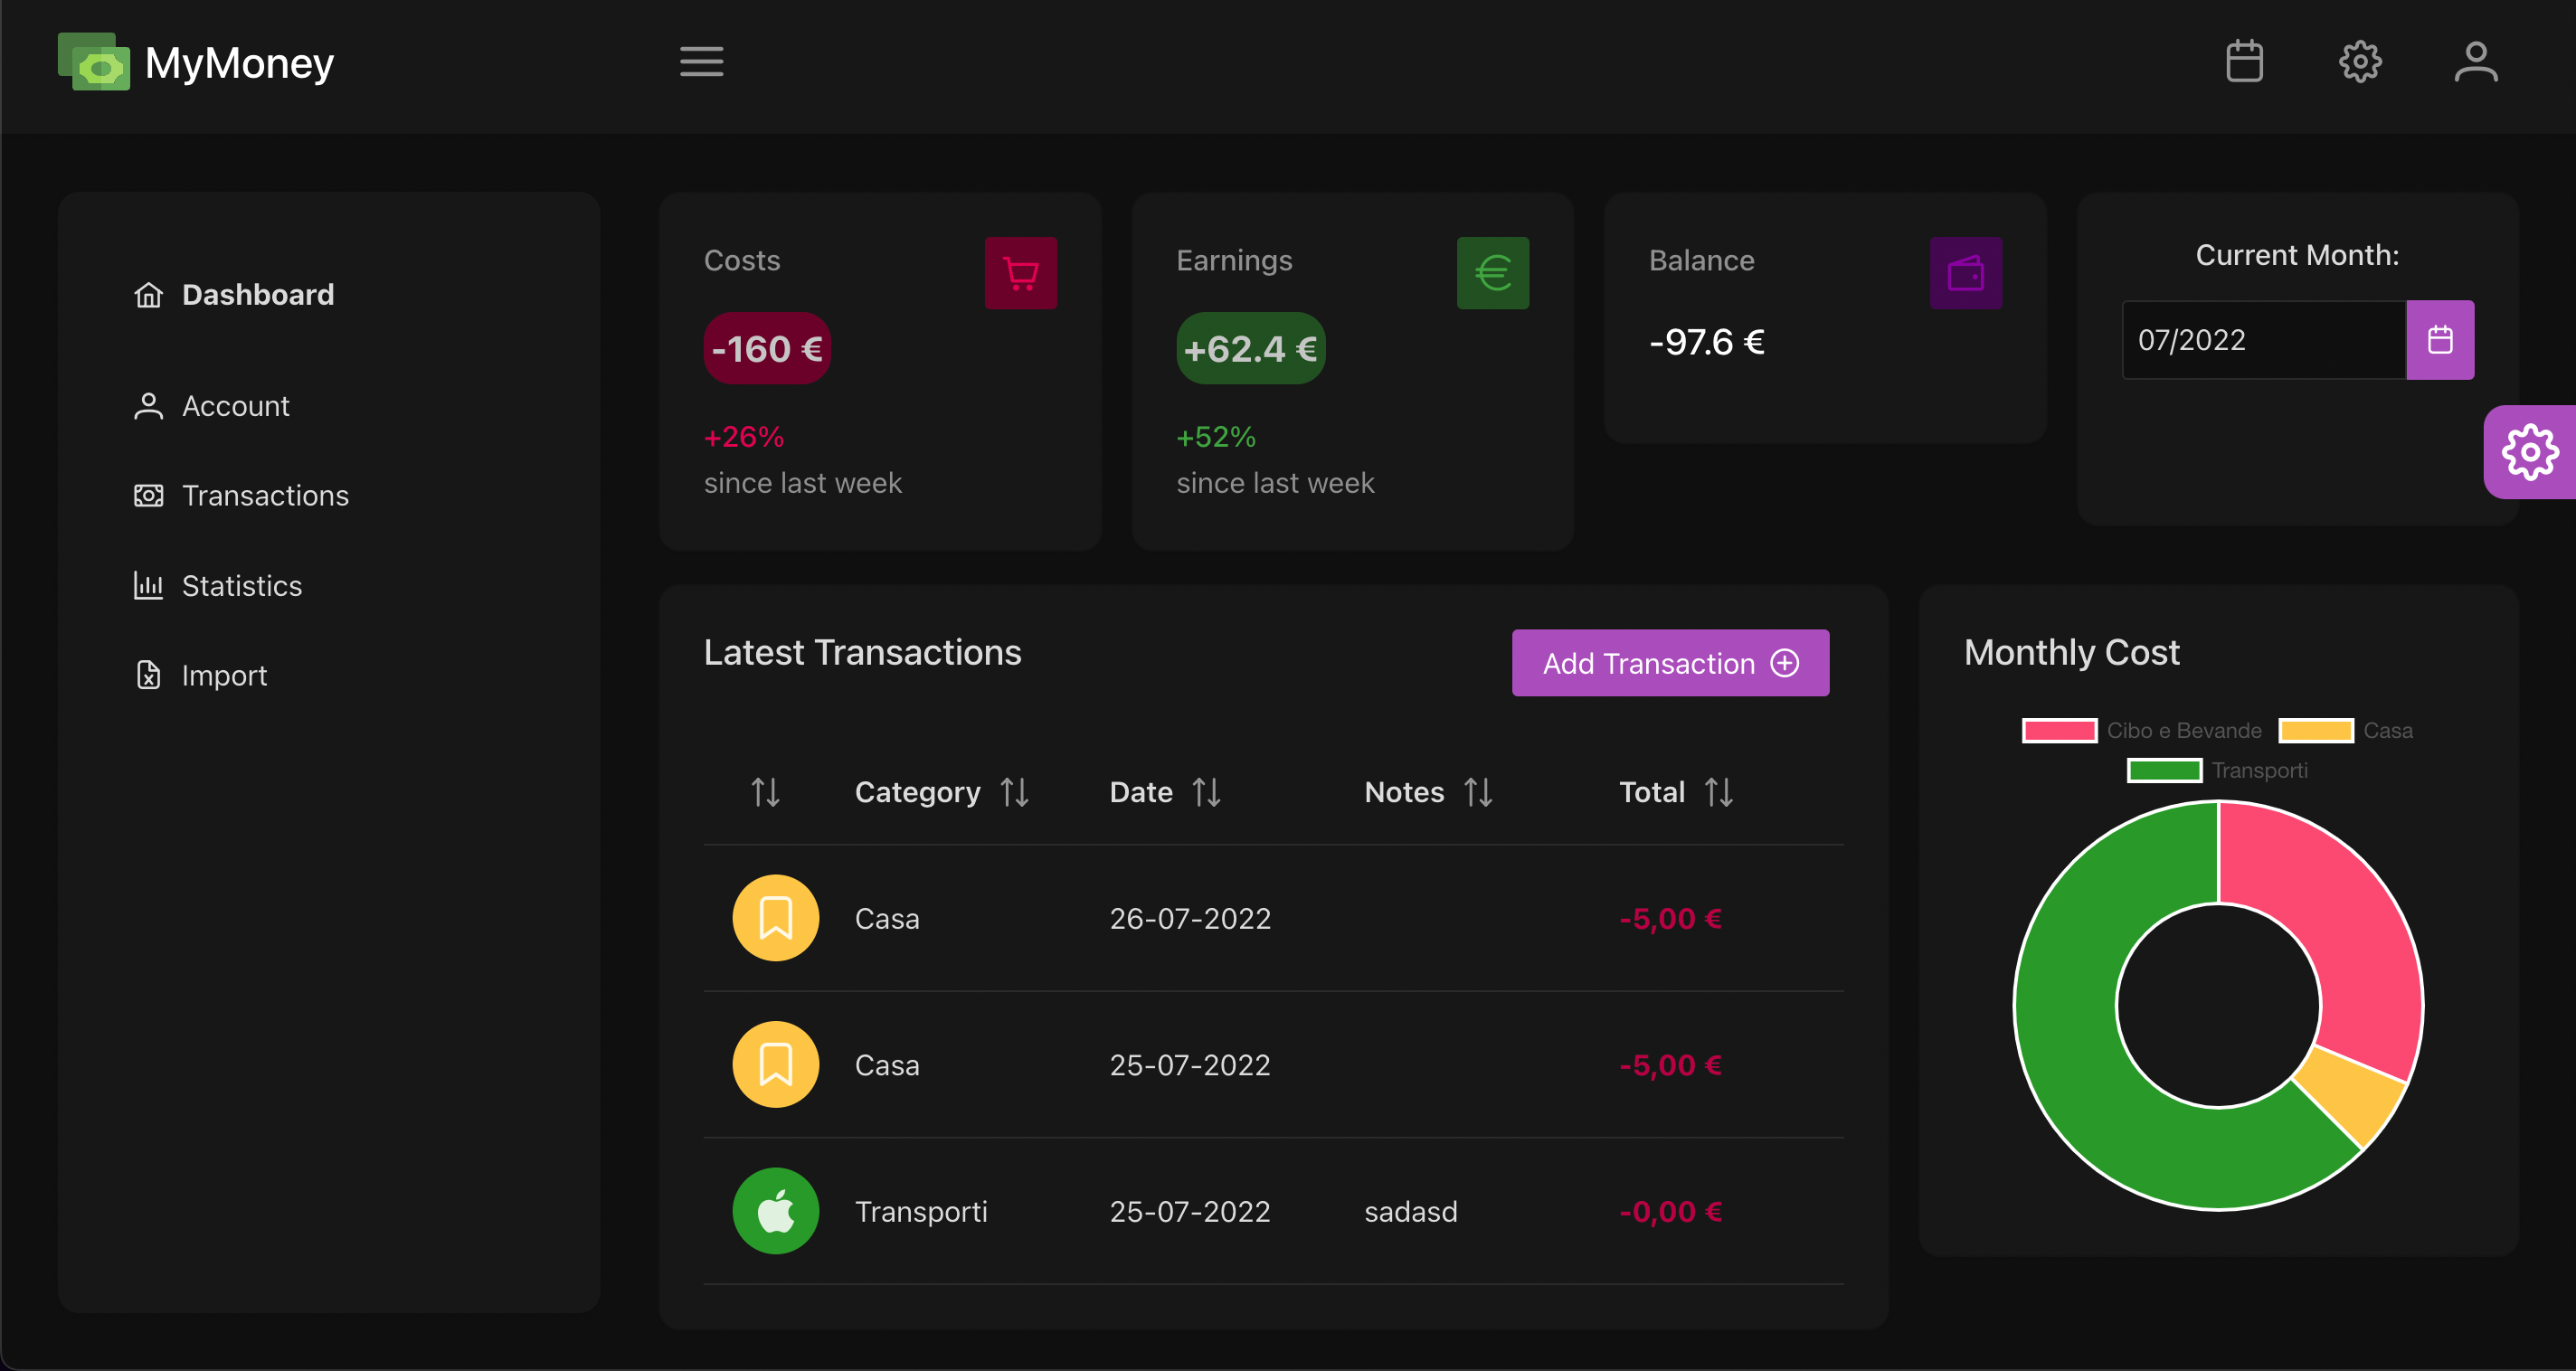 MyMoney
Dashboard
Account
Transactions
Statistics
Import
Costs
-160 €
+26%
since last week
Earnings
+62.4 €
+52%
since last week
Balance
-97.6 €
Current Month:
07/2022
Latest Transactions
Add Transaction
Category Date Notes Total
Casa 26-07-2022 -5,00 €
Casa 25-07-2022 -5,00 €
Transporti 25-07-2022 sadasd -0,00 €
Monthly Cost
Cibo e Bevande Casa
Transporti